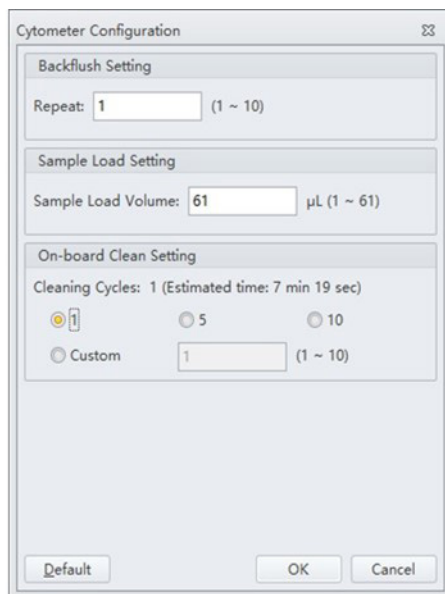 Cytometer Configuration
Backflush Setting
Repeat: 1 (1 ~ 10)
Sample Load Setting
Sample Load Volume: 61 µL (1 ~ 61)
On-board Clean Setting
Cleaning Cycles: 1 (Estimated time: 7 min 19 sec)
1 5 10
Custom 1 (1 ~ 10)
Default OK Cancel